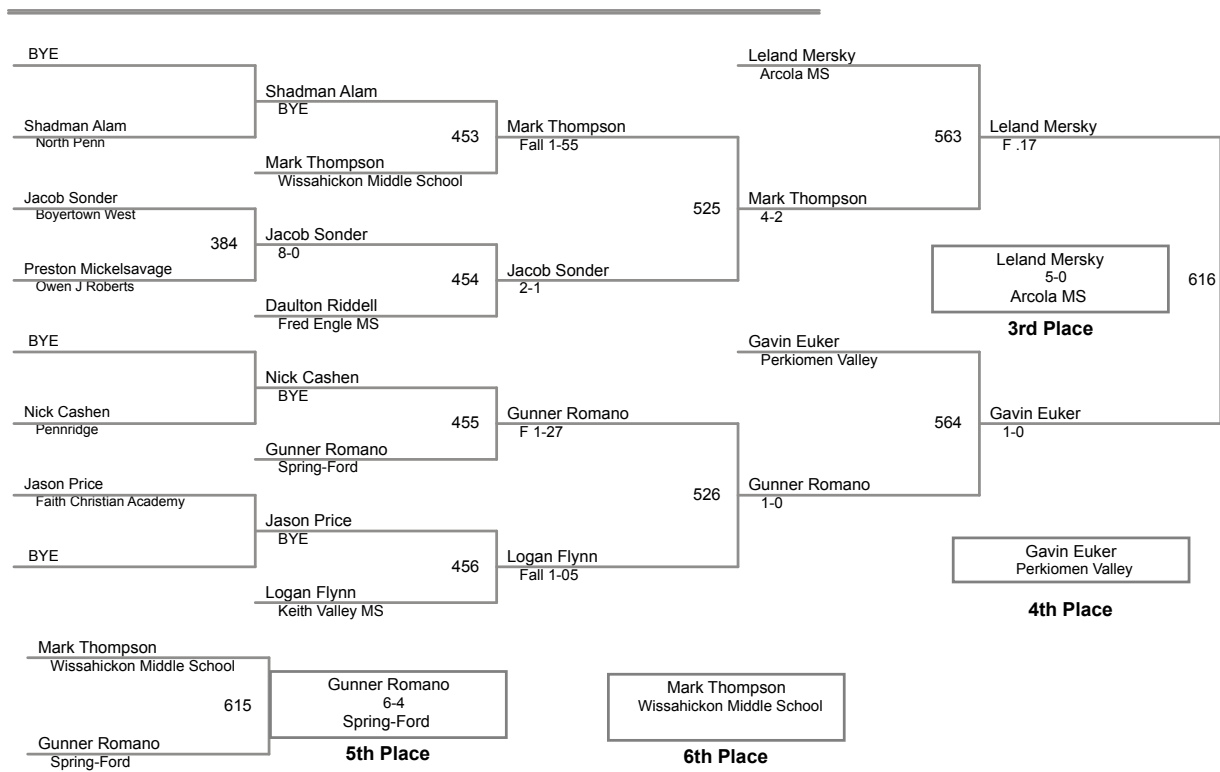 BYE
Shadman Alam
North Penn
Jacob Sonder
Boyertown West
384
Preston Mickelsavage
Owen J Roberts
BYE
Nick Cashen
Pennridge
Jason Price
Faith Christian Academy
BYE
Shadman Alam
BYE
453
Mark Thompson
Wissahickon Middle School
Jacob Sonder
8-0
454
Daulton Riddell
Fred Engle MS
Nick Cashen
BYE
455
Gunner Romano
Spring-Ford
Jason Price
BYE
456
Logan Flynn
Keith Valley MS
Mark Thompson
Fall 1-55
525
Jacob Sonder
2-1
Gunner Romano
F 1-27
526
Logan Flynn
Fall 1-05
Leland Mersky
Arcola MS
563
Mark Thompson
4-2
Gavin Euker
Perkiomen Valley
564
Gunner Romano
1-0
Leland Mersky
F .17
616
Gavin Euker
1-0
Leland Mersky
5-0
Arcola MS
3rd Place
Gavin Euker
Perkiomen Valley
4th Place
Mark Thompson
Wissahickon Middle School
615
Gunner Romano
Spring-Ford
Gunner Romano
6-4
Spring-Ford
5th Place
Mark Thompson
Wissahickon Middle School
6th Place